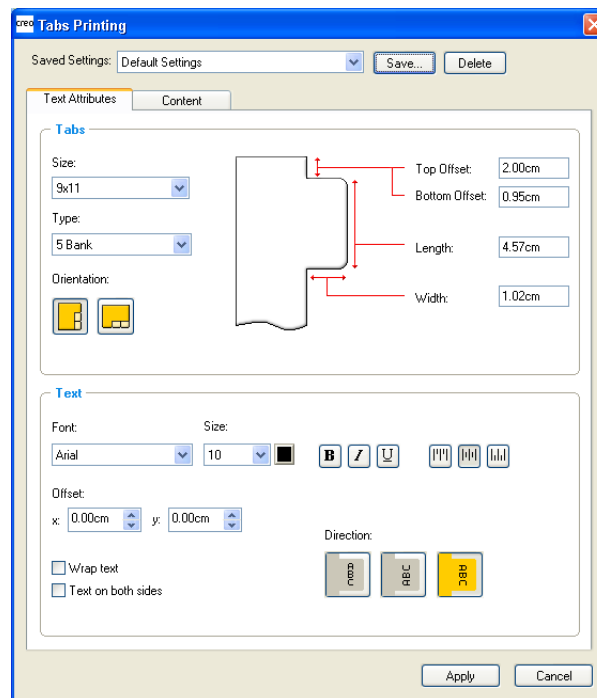 creo Tabs Printing
Saved Settings: Default Settings Save... Delete
Text Attributes Content
Tabs
Size:
9x11
Type:
5 Bank
Orientation:
Top Offset: 2.00cm
Bottom Offset: 0.95cm
Length: 4.57cm
Width: 1.02cm
Text
Font: Size:
Arial 10 B I U
Offset:
x: 0.00cm y: 0.00cm
Direction:
Wrap text
Text on both sides
ABC ABC ABC
Apply Cancel